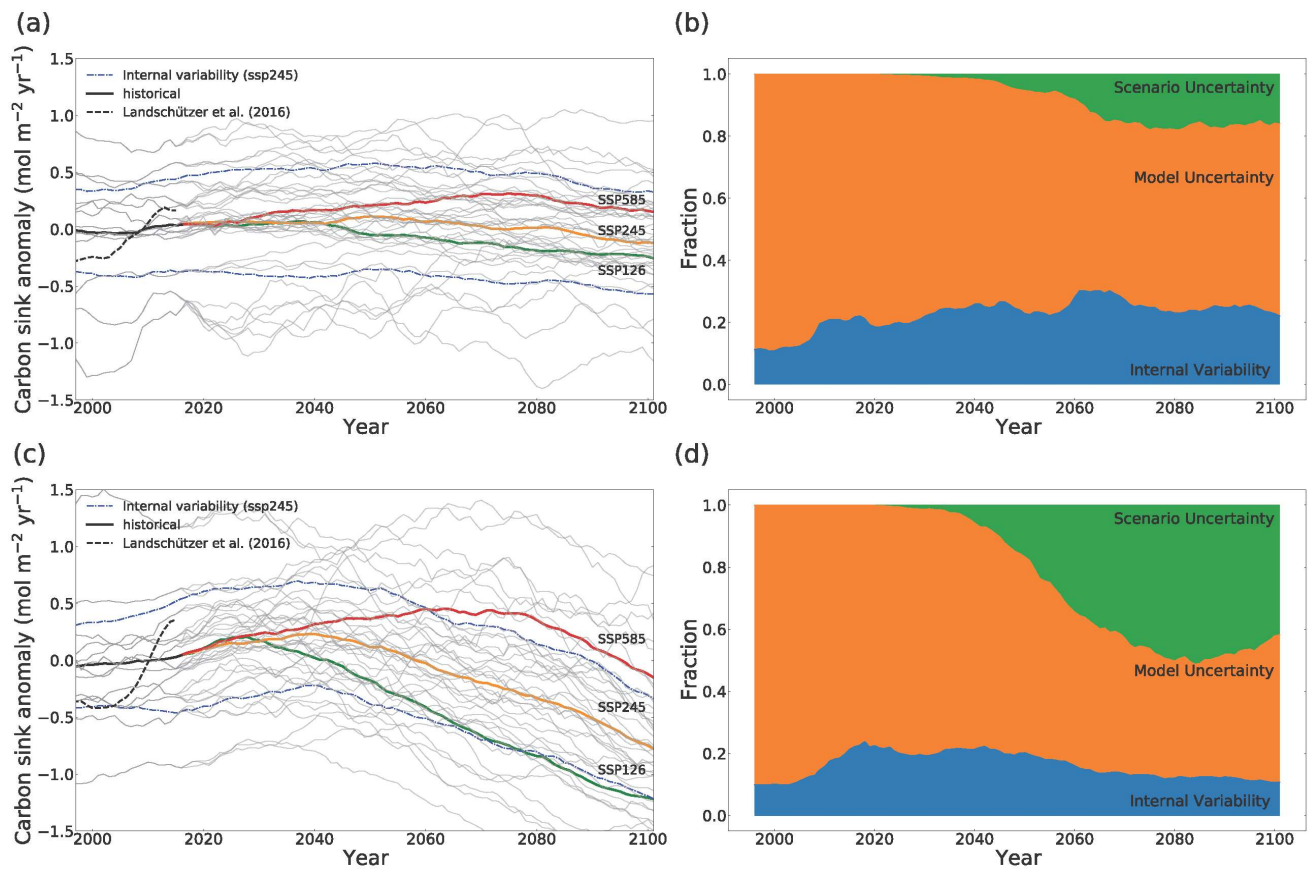 (a)
Carbon sink anomaly (mol m⁻² yr⁻¹)
1.5
1.0
0.5
0.0
−0.5
−1.0
−1.5
Internal variability (ssp245)
historical
Landschützer et al. (2016)
SSP585
SSP245
SSP126
2000 2020 2040 2060 2080 2100
Year
(b)
Fraction
1.0
0.8
0.6
0.4
0.2
0.0
Scenario Uncertainty
Model Uncertainty
Internal Variability
2000 2020 2040 2060 2080 2100
Year
(c)
Carbon sink anomaly (mol m⁻² yr⁻¹)
1.5
1.0
0.5
0.0
−0.5
−1.0
−1.5
Internal variability (ssp245)
historical
Landschützer et al. (2016)
SSP585
SSP245
SSP126
2000 2020 2040 2060 2080 2100
Year
(d)
Fraction
1.0
0.8
0.6
0.4
0.2
0.0
Scenario Uncertainty
Model Uncertainty
Internal Variability
2000 2020 2040 2060 2080 2100
Year